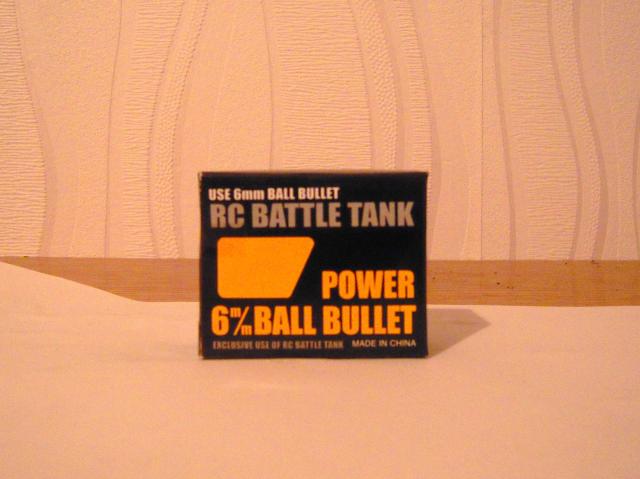 USE 6mm BALL BULLET
RC BATTLE TANK
POWER
6m/m BALL BULLET
EXCLUSIVE USE OF RC BATTLE TANK MADE IN CHINA